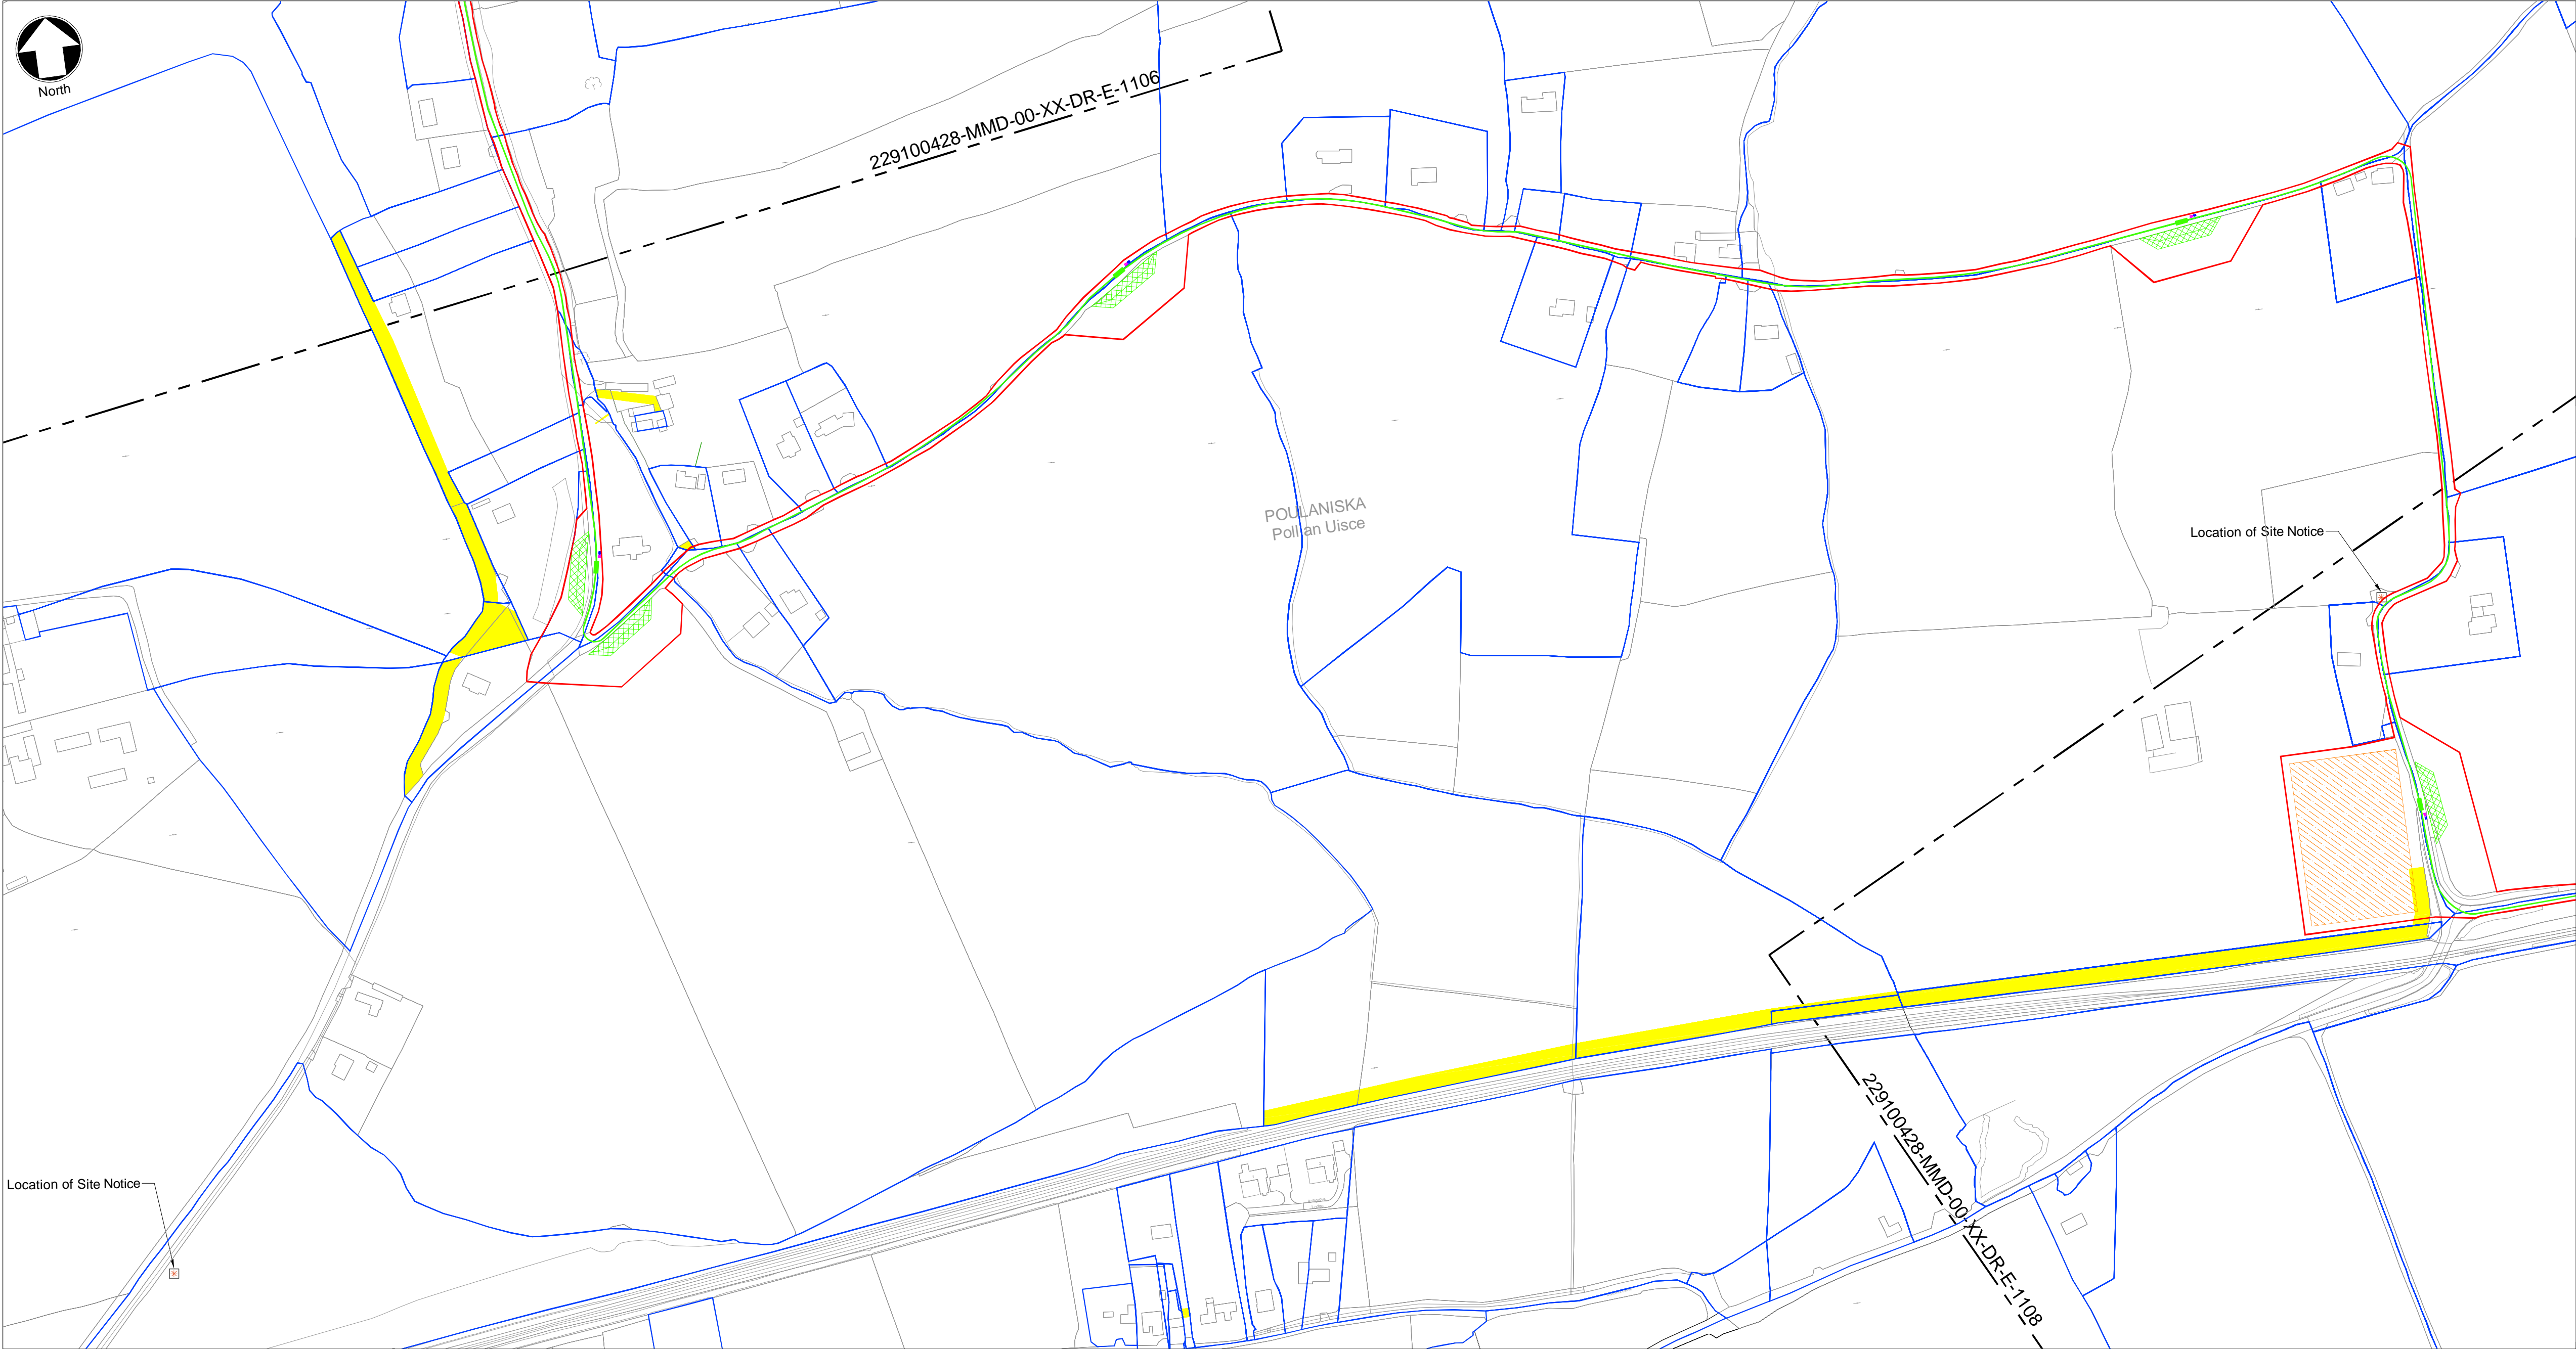 North
229100428-MMD-00-XX-DR-E-1106
POULANISKA
Poll an Uisce
Location of Site Notice
Location of Site Notice
229100428-MMD-00-XX-DR-E-1108